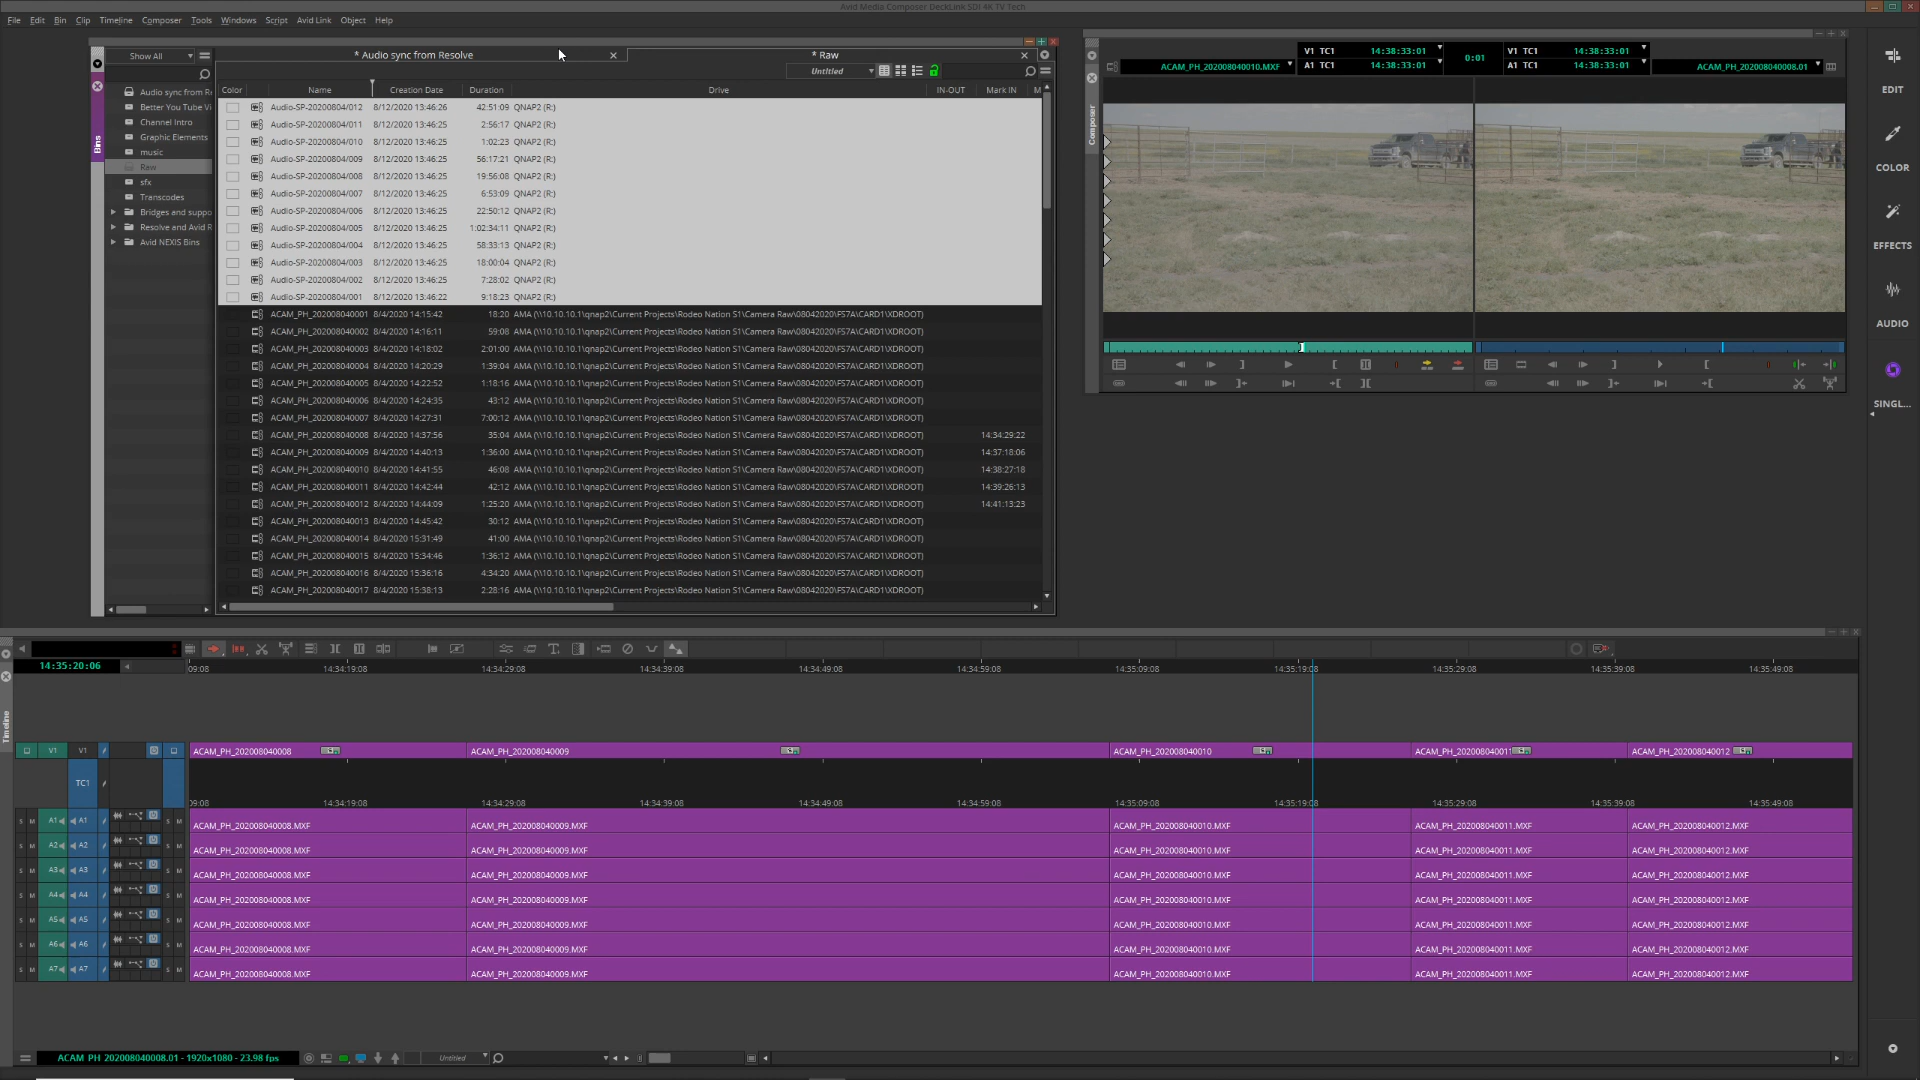 Avid Media Composer DeckLink SDI 4K TV Tech
File Edit Bin Clip Timeline Composer Tools Windows Script Avid Link Object Help
Show All
Audio sync from R
Better You Tube Vi
Channel Intro
Graphic Elements
music
Raw
sfx
Transcodes
Bridges and suppo
Resolve and Avid R
Avid NEXIS Bins
Bins
* Audio sync from Resolve
* Raw
Untitled
Color Name Creation Date Duration Drive IN-OUT Mark IN M
Audio-SP-20200804/012 8/12/2020 13:46:26 42:51:09 QNAP2 (R:)
Audio-SP-20200804/011 8/12/2020 13:46:25 2:56:17 QNAP2 (R:)
Audio-SP-20200804/010 8/12/2020 13:46:25 1:02:23 QNAP2 (R:)
Audio-SP-20200804/009 8/12/2020 13:46:25 56:17:21 QNAP2 (R:)
Audio-SP-20200804/008 8/12/2020 13:46:25 19:56:08 QNAP2 (R:)
Audio-SP-20200804/007 8/12/2020 13:46:25 6:53:09 QNAP2 (R:)
Audio-SP-20200804/006 8/12/2020 13:46:25 22:50:12 QNAP2 (R:)
Audio-SP-20200804/005 8/12/2020 13:46:25 1:02:34:11 QNAP2 (R:)
Audio-SP-20200804/004 8/12/2020 13:46:25 58:33:13 QNAP2 (R:)
Audio-SP-20200804/003 8/12/2020 13:46:25 18:00:04 QNAP2 (R:)
Audio-SP-20200804/002 8/12/2020 13:46:25 7:28:02 QNAP2 (R:)
Audio-SP-20200804/001 8/12/2020 13:46:22 9:18:23 QNAP2 (R:)
ACAM_PH_202008040001 8/4/2020 14:15:42 18:20 AMA (\\10.10.10.1\qnap2\Current Projects\Rodeo Nation S1\Camera Raw\08042020\FS7A\CARD1\XDROOT)
ACAM_PH_202008040002 8/4/2020 14:16:11 59:08 AMA (\\10.10.10.1\qnap2\Current Projects\Rodeo Nation S1\Camera Raw\08042020\FS7A\CARD1\XDROOT)
ACAM_PH_202008040003 8/4/2020 14:18:02 2:01:00 AMA (\\10.10.10.1\qnap2\Current Projects\Rodeo Nation S1\Camera Raw\08042020\FS7A\CARD1\XDROOT)
ACAM_PH_202008040004 8/4/2020 14:20:29 1:39:04 AMA (\\10.10.10.1\qnap2\Current Projects\Rodeo Nation S1\Camera Raw\08042020\FS7A\CARD1\XDROOT)
ACAM_PH_202008040005 8/4/2020 14:22:52 1:18:16 AMA (\\10.10.10.1\qnap2\Current Projects\Rodeo Nation S1\Camera Raw\08042020\FS7A\CARD1\XDROOT)
ACAM_PH_202008040006 8/4/2020 14:24:35 43:12 AMA (\\10.10.10.1\qnap2\Current Projects\Rodeo Nation S1\Camera Raw\08042020\FS7A\CARD1\XDROOT)
ACAM_PH_202008040007 8/4/2020 14:27:31 7:00:12 AMA (\\10.10.10.1\qnap2\Current Projects\Rodeo Nation S1\Camera Raw\08042020\FS7A\CARD1\XDROOT)
ACAM_PH_202008040008 8/4/2020 14:37:56 35:04 AMA (\\10.10.10.1\qnap2\Current Projects\Rodeo Nation S1\Camera Raw\08042020\FS7A\CARD1\XDROOT) 14:34:29:22
ACAM_PH_202008040009 8/4/2020 14:40:13 1:36:00 AMA (\\10.10.10.1\qnap2\Current Projects\Rodeo Nation S1\Camera Raw\08042020\FS7A\CARD1\XDROOT) 14:37:18:06
ACAM_PH_202008040010 8/4/2020 14:41:55 46:08 AMA (\\10.10.10.1\qnap2\Current Projects\Rodeo Nation S1\Camera Raw\08042020\FS7A\CARD1\XDROOT) 14:38:27:18
ACAM_PH_202008040011 8/4/2020 14:42:44 42:12 AMA (\\10.10.10.1\qnap2\Current Projects\Rodeo Nation S1\Camera Raw\08042020\FS7A\CARD1\XDROOT) 14:39:26:13
ACAM_PH_202008040012 8/4/2020 14:44:09 1:25:20 AMA (\\10.10.10.1\qnap2\Current Projects\Rodeo Nation S1\Camera Raw\08042020\FS7A\CARD1\XDROOT) 14:41:13:23
ACAM_PH_202008040013 8/4/2020 14:45:42 30:12 AMA (\\10.10.10.1\qnap2\Current Projects\Rodeo Nation S1\Camera Raw\08042020\FS7A\CARD1\XDROOT)
ACAM_PH_202008040014 8/4/2020 15:31:49 41:00 AMA (\\10.10.10.1\qnap2\Current Projects\Rodeo Nation S1\Camera Raw\08042020\FS7A\CARD1\XDROOT)
ACAM_PH_202008040015 8/4/2020 15:34:46 1:36:12 AMA (\\10.10.10.1\qnap2\Current Projects\Rodeo Nation S1\Camera Raw\08042020\FS7A\CARD1\XDROOT)
ACAM_PH_202008040016 8/4/2020 15:36:16 4:34:20 AMA (\\10.10.10.1\qnap2\Current Projects\Rodeo Nation S1\Camera Raw\08042020\FS7A\CARD1\XDROOT)
ACAM_PH_202008040017 8/4/2020 15:38:13 2:28:16 AMA (\\10.10.10.1\qnap2\Current Projects\Rodeo Nation S1\Camera Raw\08042020\FS7A\CARD1\XDROOT)
Composer
V1 TC1 14:38:33:01 0:01 V1 TC1 14:38:33:01
ACAM_PH_202008040010.MXF A1 TC1 14:38:33:01 A1 TC1 14:38:33:01 ACAM_PH_202008040008.01
EDIT
COLOR
EFFECTS
AUDIO
SINGL...
Timeline
14:35:20:06
09:08 14:34:19:08 14:34:29:08 14:34:39:08 14:34:49:08 14:34:59:08 14:35:09:08 14:35:19:08 14:35:29:08 14:35:39:08 14:35:49:08
V1 V1 ACAM_PH_202008040008 ACAM_PH_202008040009 ACAM_PH_202008040010 ACAM_PH_202008040011 ACAM_PH_202008040012
TC1
09:08 14:34:19:08 14:34:29:08 14:34:39:08 14:34:49:08 14:34:59:08 14:35:09:08 14:35:19:08 14:35:29:08 14:35:39:08 14:35:49:08
S M A1 A1 S M ACAM_PH_202008040008.MXF ACAM_PH_202008040009.MXF ACAM_PH_202008040010.MXF ACAM_PH_202008040011.MXF ACAM_PH_202008040012.MXF
S M A2 A2 S M ACAM_PH_202008040008.MXF ACAM_PH_202008040009.MXF ACAM_PH_202008040010.MXF ACAM_PH_202008040011.MXF ACAM_PH_202008040012.MXF
S M A3 A3 S M ACAM_PH_202008040008.MXF ACAM_PH_202008040009.MXF ACAM_PH_202008040010.MXF ACAM_PH_202008040011.MXF ACAM_PH_202008040012.MXF
S M A4 A4 S M ACAM_PH_202008040008.MXF ACAM_PH_202008040009.MXF ACAM_PH_202008040010.MXF ACAM_PH_202008040011.MXF ACAM_PH_202008040012.MXF
S M A5 A5 S M ACAM_PH_202008040008.MXF ACAM_PH_202008040009.MXF ACAM_PH_202008040010.MXF ACAM_PH_202008040011.MXF ACAM_PH_202008040012.MXF
S M A6 A6 S M ACAM_PH_202008040008.MXF ACAM_PH_202008040009.MXF ACAM_PH_202008040010.MXF ACAM_PH_202008040011.MXF ACAM_PH_202008040012.MXF
S M A7 A7 S M ACAM_PH_202008040008.MXF ACAM_PH_202008040009.MXF ACAM_PH_202008040010.MXF ACAM_PH_202008040011.MXF ACAM_PH_202008040012.MXF
ACAM PH 202008040008.01 - 1920x1080 - 23.98 fps Untitled